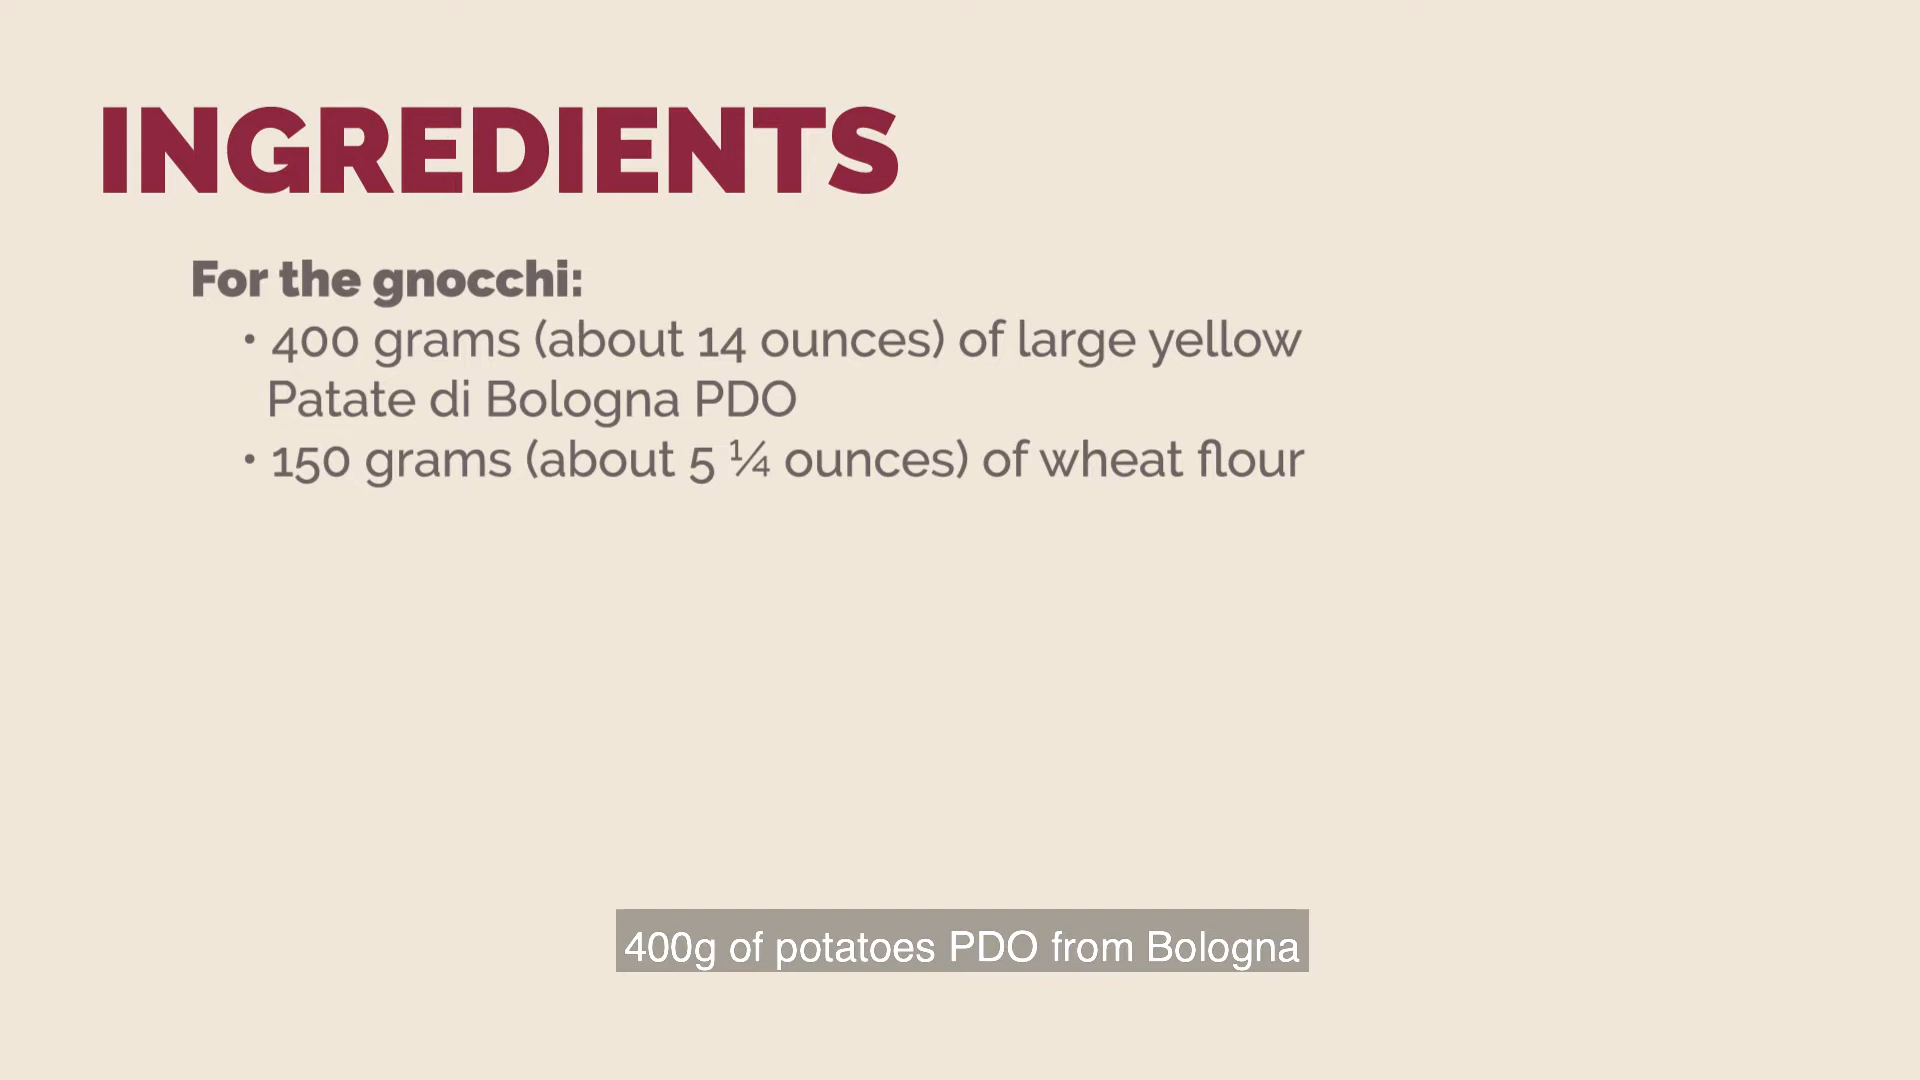 INGREDIENTS
For the gnocchi:
• 400 grams (about 14 ounces) of large yellow
Patate di Bologna PDO
• 150 grams (about 5 ¼ ounces) of wheat flour
400g of potatoes PDO from Bologna